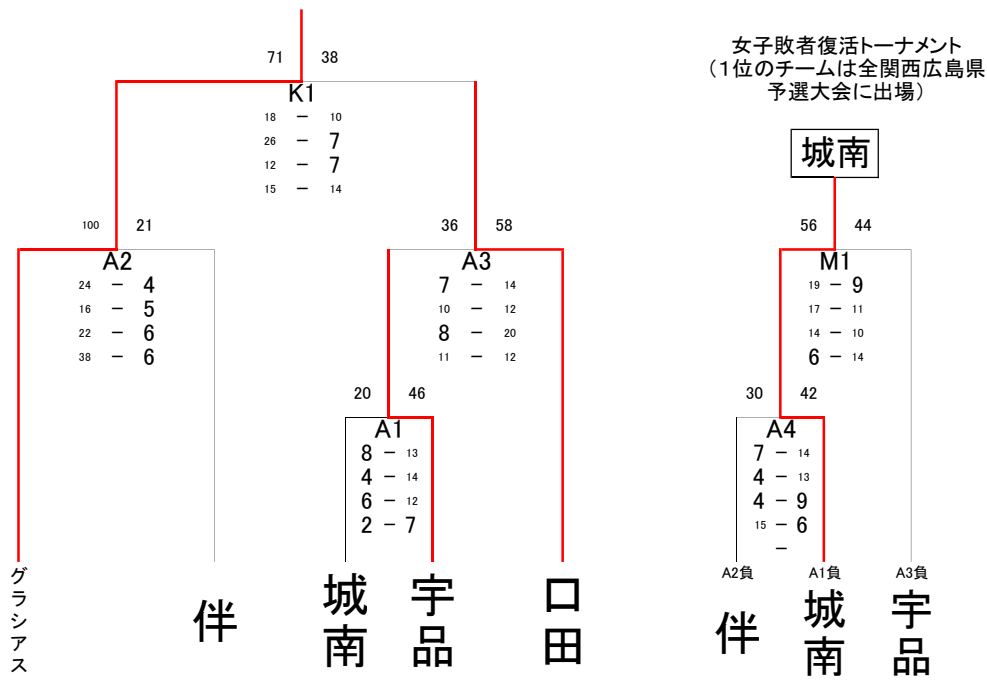 71 38
K1
18 － 10
26 － 7
12 － 7
15 － 14
100 21
A2
24 － 4
16 － 5
22 － 6
38 － 6
36 58
A3
7 － 14
10 － 12
8 － 20
11 － 12
20 46
A1
8 － 13
4 － 14
6 － 12
2 － 7
グラシアス
伴
城南
宇品
口田
女子敗者復活トーナメント
（１位のチームは全関西広島県
予選大会に出場）
城南
56 44
M1
19 － 9
17 － 11
14 － 10
6 － 14
30 42
A4
7 － 14
4 － 13
4 － 9
15 － 6
－
A2負 A1負 A3負
伴
城南
宇品